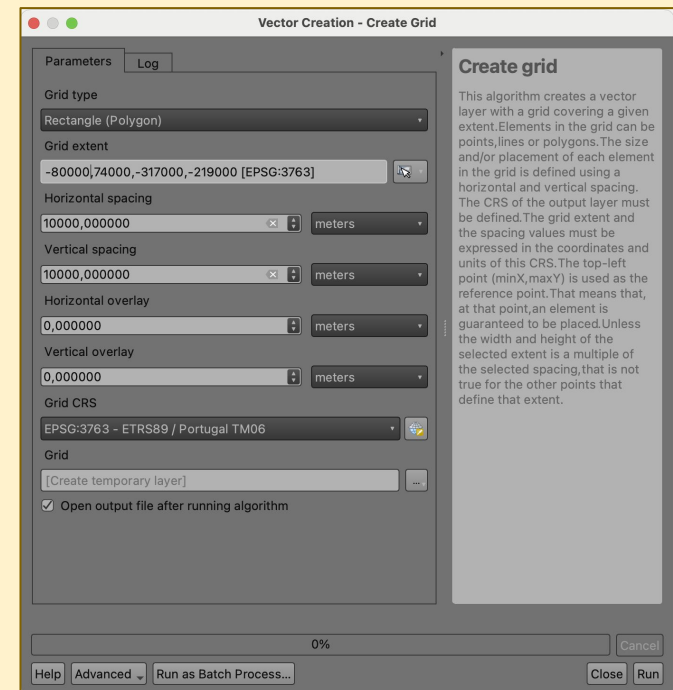 Vector Creation - Create Grid
Parameters
Log
Grid type
Rectangle (Polygon)
Grid extent
-80000,74000,-317000,-219000 [EPSG:3763]
Horizontal spacing
10000,000000
meters
Vertical spacing
10000,000000
meters
Horizontal overlay
0,000000
meters
Vertical overlay
0,000000
meters
Grid CRS
EPSG:3763 - ETRS89 / Portugal TM06
Grid
[Create temporary layer]
...
Open output file after running algorithm
Create grid
This algorithm creates a vector
layer with a grid covering a given
extent.Elements in the grid can be
points,lines or polygons.The size
and/or placement of each element
in the grid is defined using a
horizontal and vertical spacing.
The CRS of the output layer must
be defined.The grid extent and
the spacing values must be
expressed in the coordinates and
units of this CRS.The top-left
point (minX,maxY) is used as the
reference point.That means that,
at that point,an element is
guaranteed to be placed.Unless
the width and height of the
selected extent is a multiple of
the selected spacing,that is not
true for the other points that
define that extent.
0%
Cancel
Help
Advanced
Run as Batch Process...
Close
Run